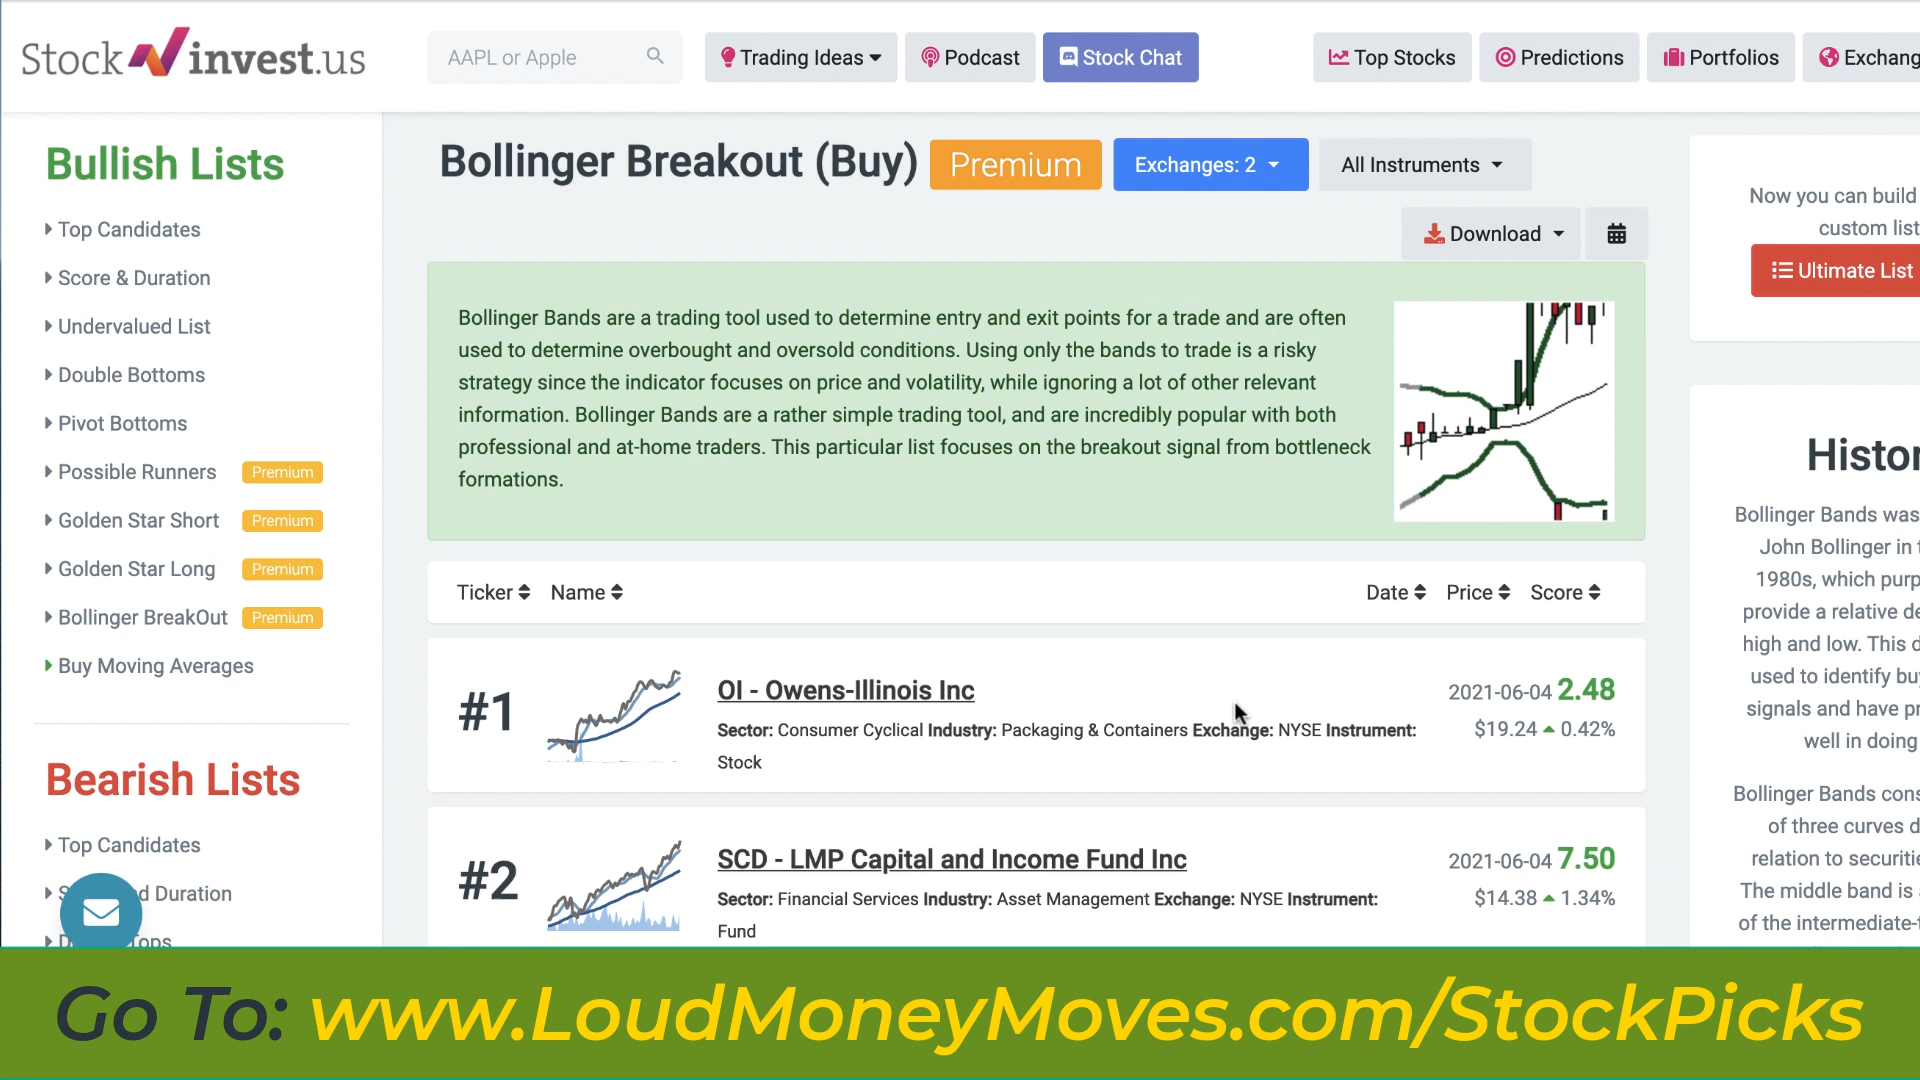 Stock invest.us
AAPL or Apple
Trading Ideas
Podcast
Stock Chat
Top Stocks
Predictions
Portfolios
Exchang
Bullish Lists
Top Candidates
Score & Duration
Undervalued List
Double Bottoms
Pivot Bottoms
Possible Runners Premium
Golden Star Short Premium
Golden Star Long Premium
Bollinger BreakOut Premium
Buy Moving Averages
Bearish Lists
Top Candidates
d Duration
Bollinger Breakout (Buy) Premium Exchanges: 2 All Instruments
Download
Bollinger Bands are a trading tool used to determine entry and exit points for a trade and are often
used to determine overbought and oversold conditions. Using only the bands to trade is a risky
strategy since the indicator focuses on price and volatility, while ignoring a lot of other relevant
information. Bollinger Bands are a rather simple trading tool, and are incredibly popular with both
professional and at-home traders. This particular list focuses on the breakout signal from bottleneck
formations.
Ticker Name Date Price Score
#1
OI - Owens-Illinois Inc
Sector: Consumer Cyclical Industry: Packaging & Containers Exchange: NYSE Instrument:
Stock
2021-06-04 2.48
$19.24 0.42%
#2
SCD - LMP Capital and Income Fund Inc
Sector: Financial Services Industry: Asset Management Exchange: NYSE Instrument:
Fund
2021-06-04 7.50
$14.38 1.34%
Now you can build
custom list
Ultimate List
Histor
Bollinger Bands was
John Bollinger in t
1980s, which purp
provide a relative de
high and low. This d
used to identify buy
signals and have pr
well in doing
Bollinger Bands cons
of three curves d
relation to securitie
The middle band is
of the intermediate-t
Go To: www.LoudMoneyMoves.com/StockPicks